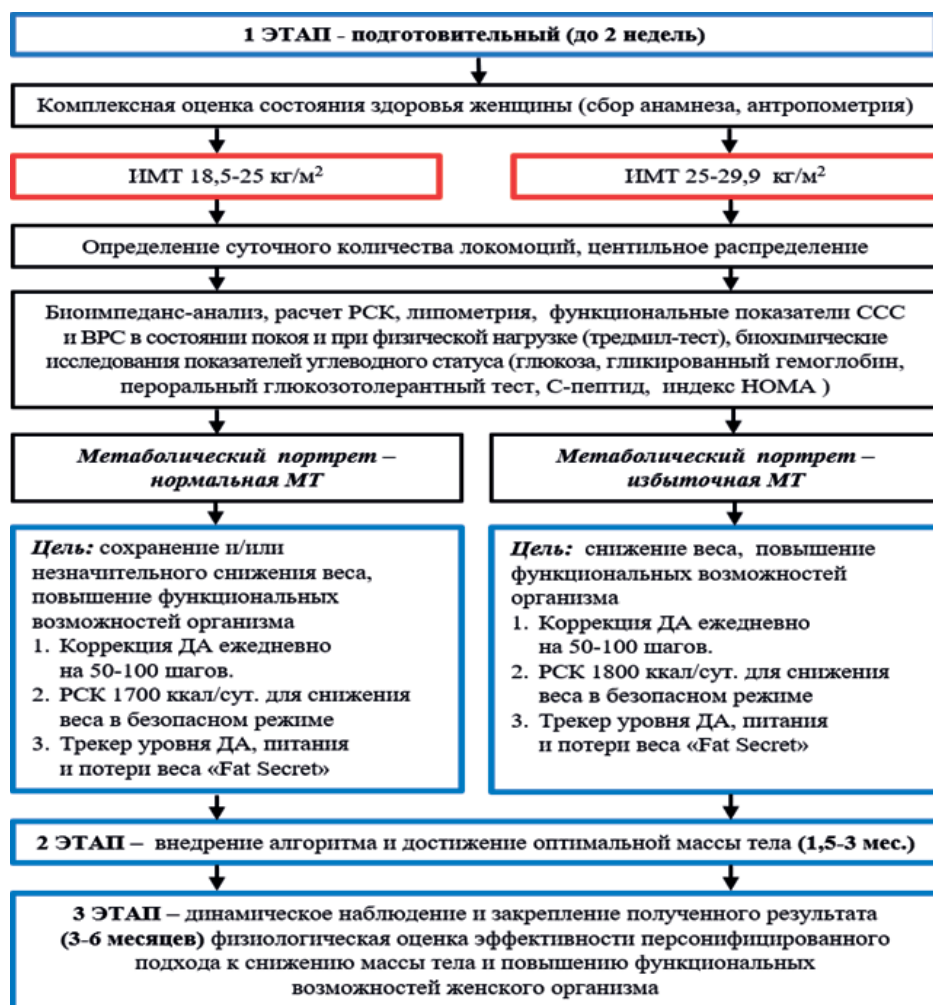 1 ЭТАП - подготовительный (до 2 недель)
Комплексная оценка состояния здоровья женщины (сбор анамнеза, антропометрия)
ИМТ 18,5-25 кг/м²
ИМТ 25-29,9 кг/м²
Определение суточного количества локомоций, центильное распределение
Биоимпеданс-анализ, расчет РСК, липометрия, функциональные показатели ССС
и ВРС в состоянии покоя и при физической нагрузке (тредмил-тест), биохимические
исследования показателей углеводного статуса (глюкоза, гликированный гемоглобин,
пероральный глюкозотолерантный тест, С-пептид, индекс НОМА )
Метаболический портрет –
нормальная МТ
Метаболический портрет –
избыточная МТ
Цель: сохранение и/или
незначительного снижения веса,
повышение функциональных
возможностей организма
1. Коррекция ДА ежедневно
на 50-100 шагов.
2. РСК 1700 ккал/сут. для снижения
веса в безопасном режиме
3. Трекер уровня ДА, питания
и потери веса «Fat Secret»
Цель: снижение веса, повышение
функциональных возможностей
организма
1. Коррекция ДА ежедневно
на 50-100 шагов.
2. РСК 1800 ккал/сут. для снижения
веса в безопасном режиме
3. Трекер уровня ДА, питания
и потери веса «Fat Secret»
2 ЭТАП – внедрение алгоритма и достижение оптимальной массы тела (1,5-3 мес.)
3 ЭТАП – динамическое наблюдение и закрепление полученного результата
(3-6 месяцев) физиологическая оценка эффективности персонифицированного
подхода к снижению массы тела и повышению функциональных
возможностей женского организма